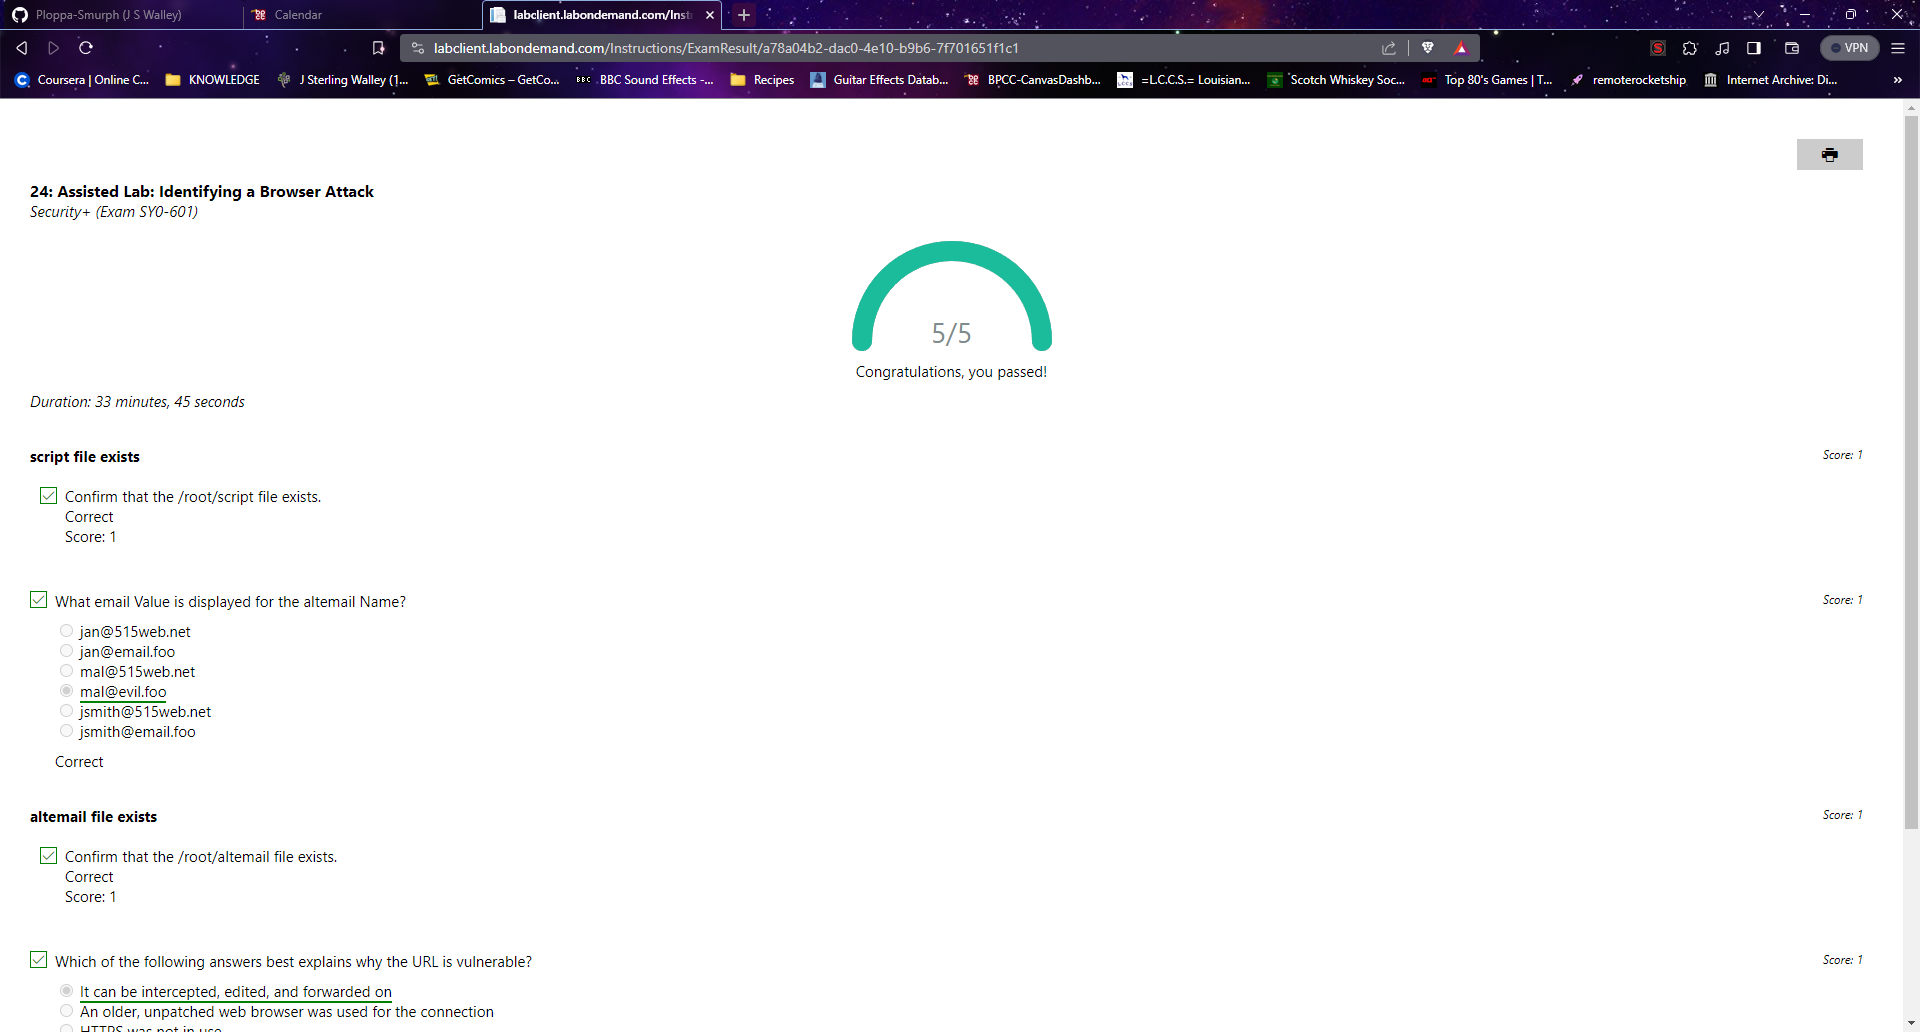 Ploppa-Smurph (J S Walley)
Calendar
labclient.labondemand.com/Inst
labclient.labondemand.com/Instructions/ExamResult/a78a04b2-dac0-4e10-b9b6-7f701651f1c1
VPN
Coursera | Online C...
KNOWLEDGE
J Sterling Walley (1...
GetComics – GetCo...
BBC
BBC Sound Effects -...
Recipes
Guitar Effects Datab...
BPCC-CanvasDashb...
=L.C.C.S.= Louisian...
Scotch Whiskey Soc...
Top 80's Games | T...
remoterocketship
Internet Archive: Di...
24: Assisted Lab: Identifying a Browser Attack
Security+ (Exam SY0-601)
5/5
Congratulations, you passed!
Duration: 33 minutes, 45 seconds
script file exists
Score: 1
Confirm that the /root/script file exists.
Correct
Score: 1
What email Value is displayed for the altemail Name?
Score: 1
jan@515web.net
jan@email.foo
mal@515web.net
mal@evil.foo
jsmith@515web.net
jsmith@email.foo
Correct
altemail file exists
Score: 1
Confirm that the /root/altemail file exists.
Correct
Score: 1
Which of the following answers best explains why the URL is vulnerable?
Score: 1
It can be intercepted, edited, and forwarded on
An older, unpatched web browser was used for the connection
HTTPS was not in use